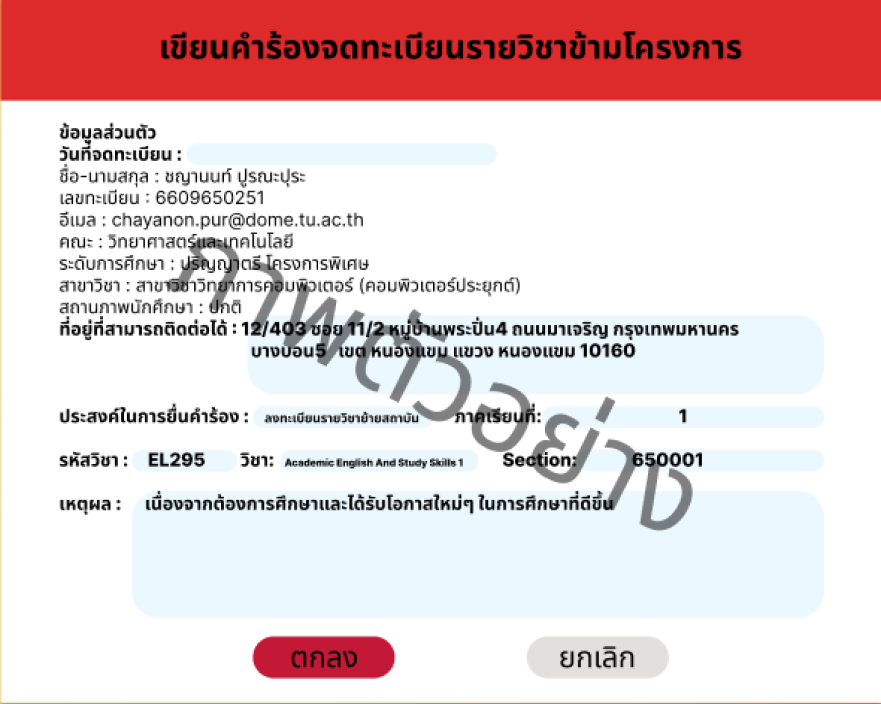 เขียนคำร้องจดทะเบียนรายวิชาข้ามโครงการ
ข้อมูลส่วนตัว
วันที่จดทะเบียน :
ชื่อ-นามสกุล : ชญานนท์ ปูรณะปุระ
เลขทะเบียน : 6609650251
อีเมล : chayanon.pur@dome.tu.ac.th
คณะ : วิทยาศาสตร์และเทคโนโลยี
ระดับการศึกษา : ปริญญาตรี โครงการพิเศษ
สาขาวิชา : สาขาวิชาวิทยาการคอมพิวเตอร์ (คอมพิวเตอร์ประยุกต์)
สถานภาพนักศึกษา : ปกติ
ที่อยู่ที่สามารถติดต่อได้ : 12/403 ซอย 11/2 หมู่บ้านพระปิ่น4 ถนนมาเจริญ กรุงเทพมหานคร
บางบอน5 เขต หนองแขม แขวง หนองแขม 10160
ประสงค์ในการยื่นคำร้อง : ลงทะเบียนรายวิชาย้ายสถาบัน ภาคเรียนที่: 1
รหัสวิชา : EL295 วิชา: Academic English And Study Skills 1 Section: 650001
เหตุผล : เนื่องจากต้องการศึกษาและได้รับโอกาสใหม่ๆ ในการศึกษาที่ดีขึ้น
ภาพตัวอย่าง
ตกลง ยกเลิก